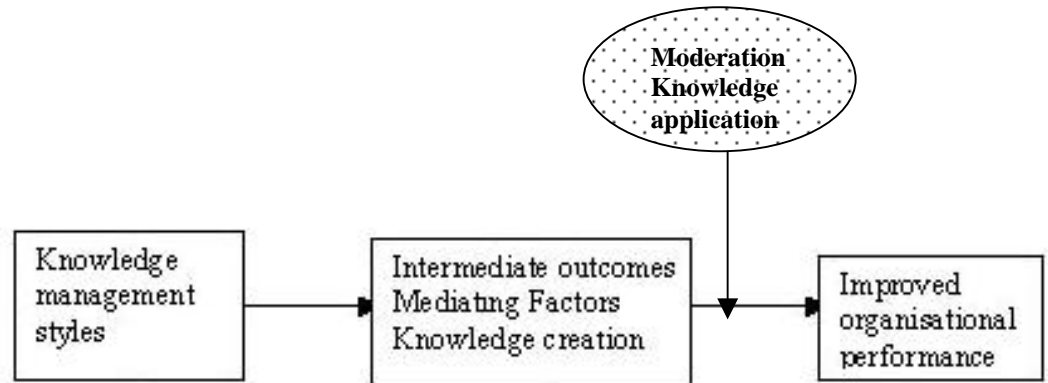 Moderation
Knowledge
application
Knowledge
management
styles
Intermediate outcomes
Mediating Factors
Knowledge creation
Improved
organisational
performance